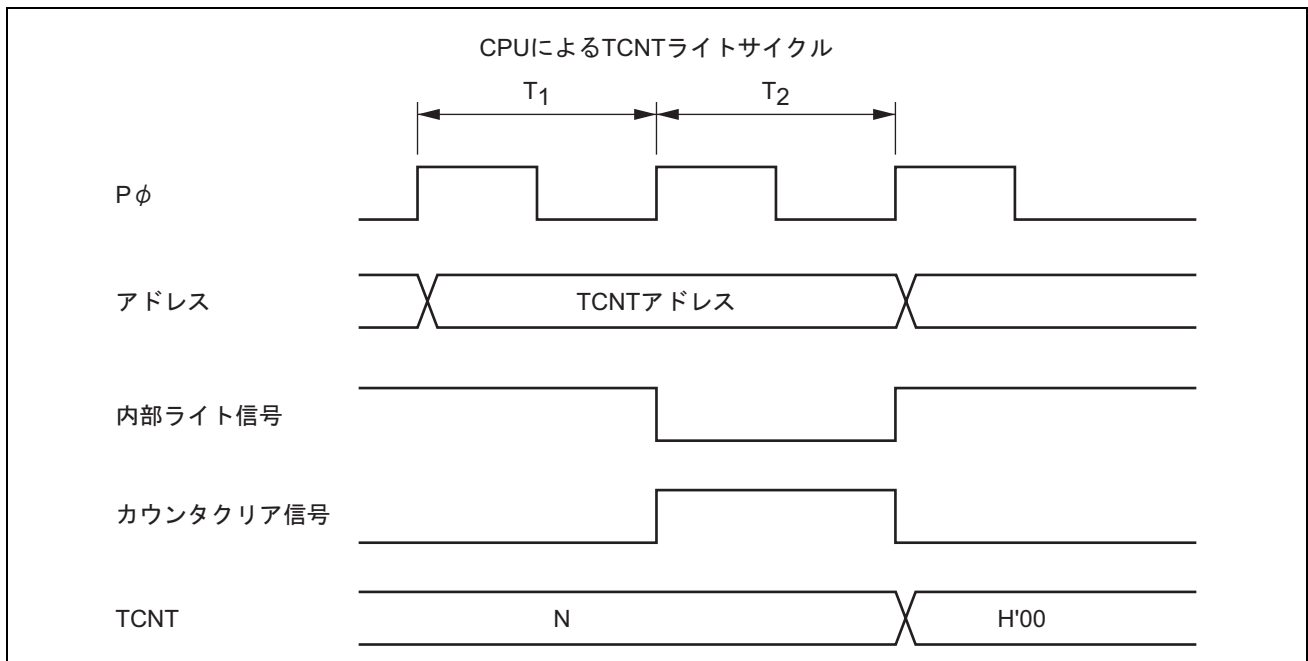 CPUによるTCNTライトサイクル
T1 T2
Pφ
アドレス TCNTアドレス
内部ライト信号
カウンタクリア信号
TCNT N H'00